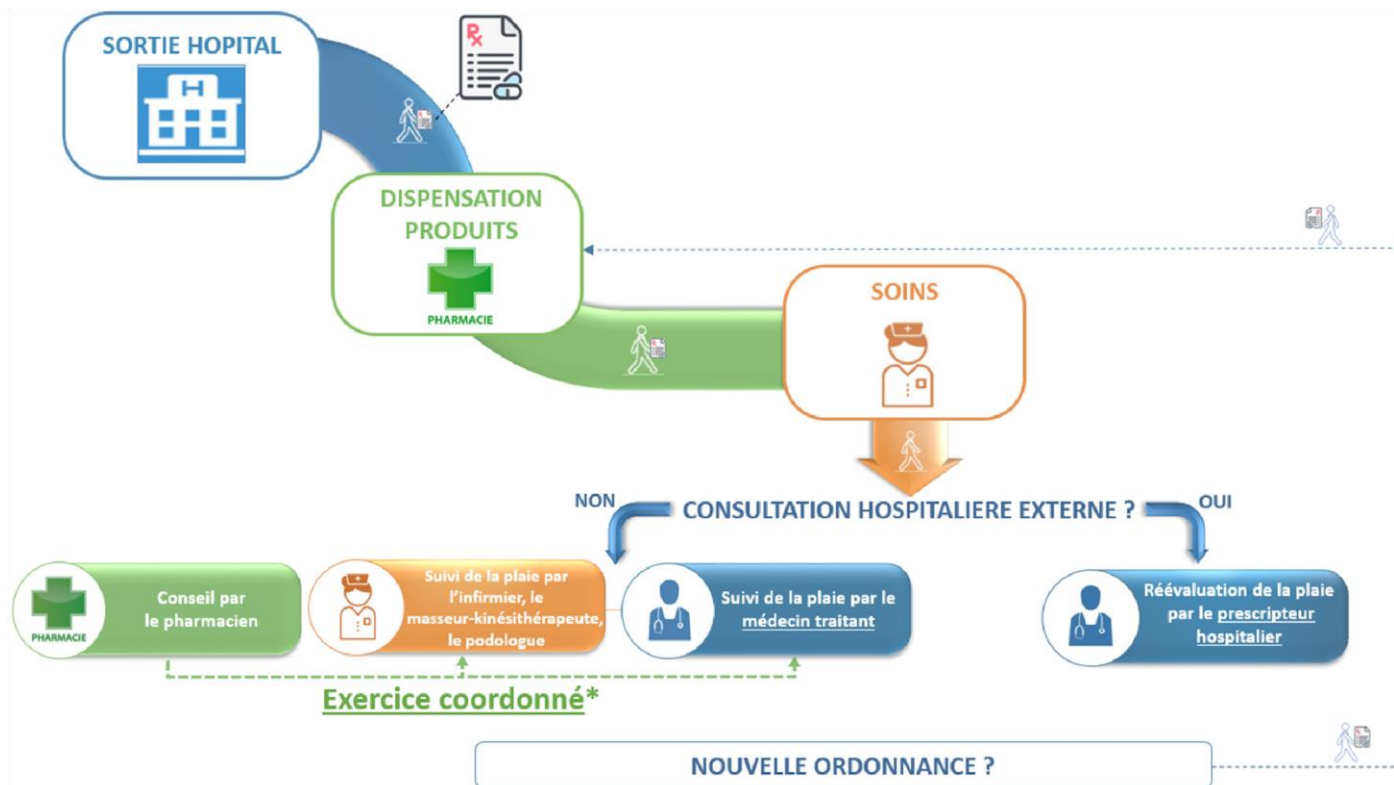 SORTIE HOPITAL
H
Rx
DISPENSATION
PRODUITS
PHARMACIE
SOINS
NON
CONSULTATION HOSPITALIERE EXTERNE ?
OUI
PHARMACIE
Conseil par
le pharmacien
Suivi de la plaie par
l'infirmier, le
masseur-kinésithérapeute,
le podologue
Suivi de la plaie par le
médecin traitant
Réévaluation de la plaie
par le prescripteur
hospitalier
Exercice coordonné*
NOUVELLE ORDONNANCE ?